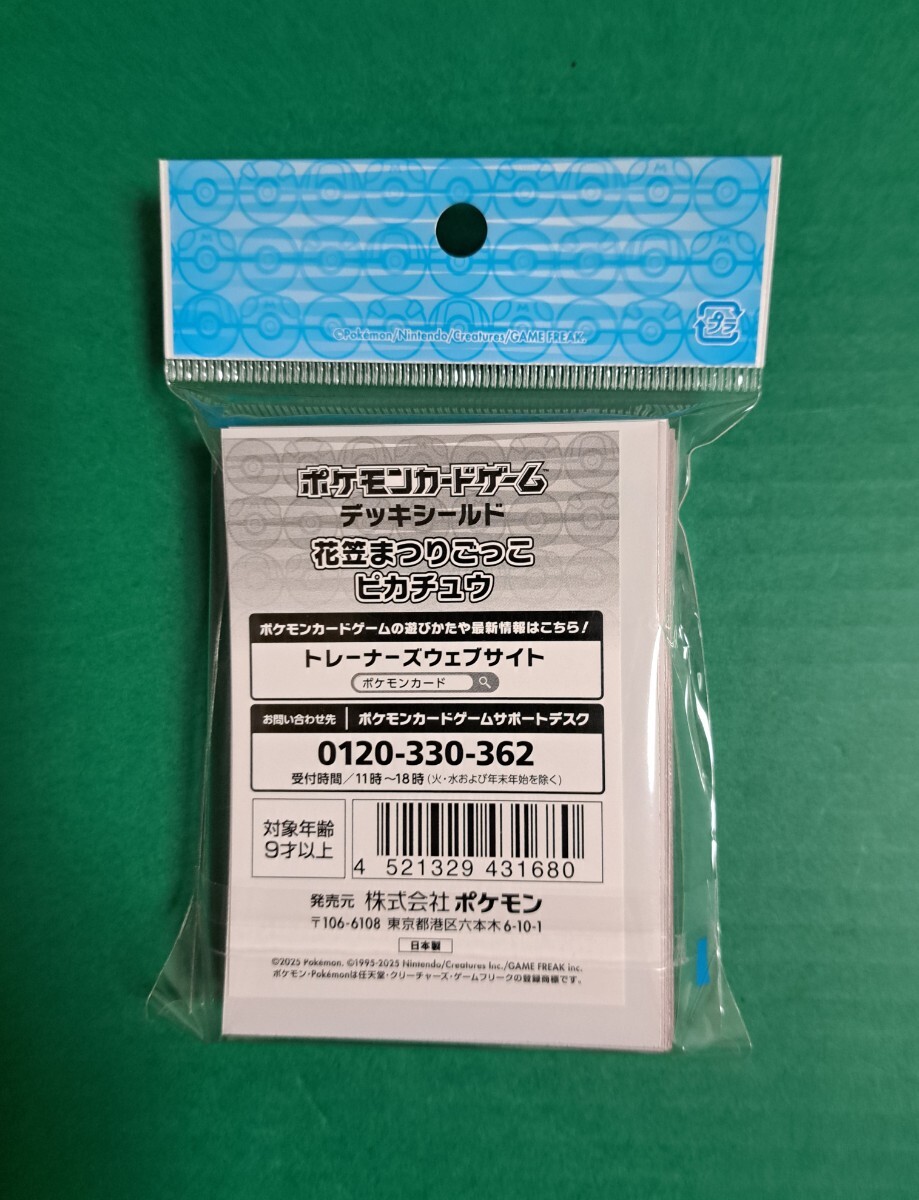 ©Pokémon/Nintendo/Creatures/GAME FREAK.
プラ
ポケモンカードゲーム™
デッキシールド
花笠まつりごっこ
ピカチュウ
ポケモンカードゲームの遊びかたや最新情報はこちら！
トレーナーズウェブサイト
ポケモンカード
お問い合わせ先 ポケモンカードゲームサポートデスク
0120-330-362
受付時間／11時～18時（火・水および年末年始を除く）
対象年齢
9才以上
4 521329 431680
発売元 株式会社ポケモン
〒106-6108 東京都港区六本木6-10-1
日本製
©2025 Pokémon. ©1995-2025 Nintendo/Creatures Inc./GAME FREAK inc.
ポケモン・Pokémonは任天堂・クリーチャーズ・ゲームフリークの登録商標です。